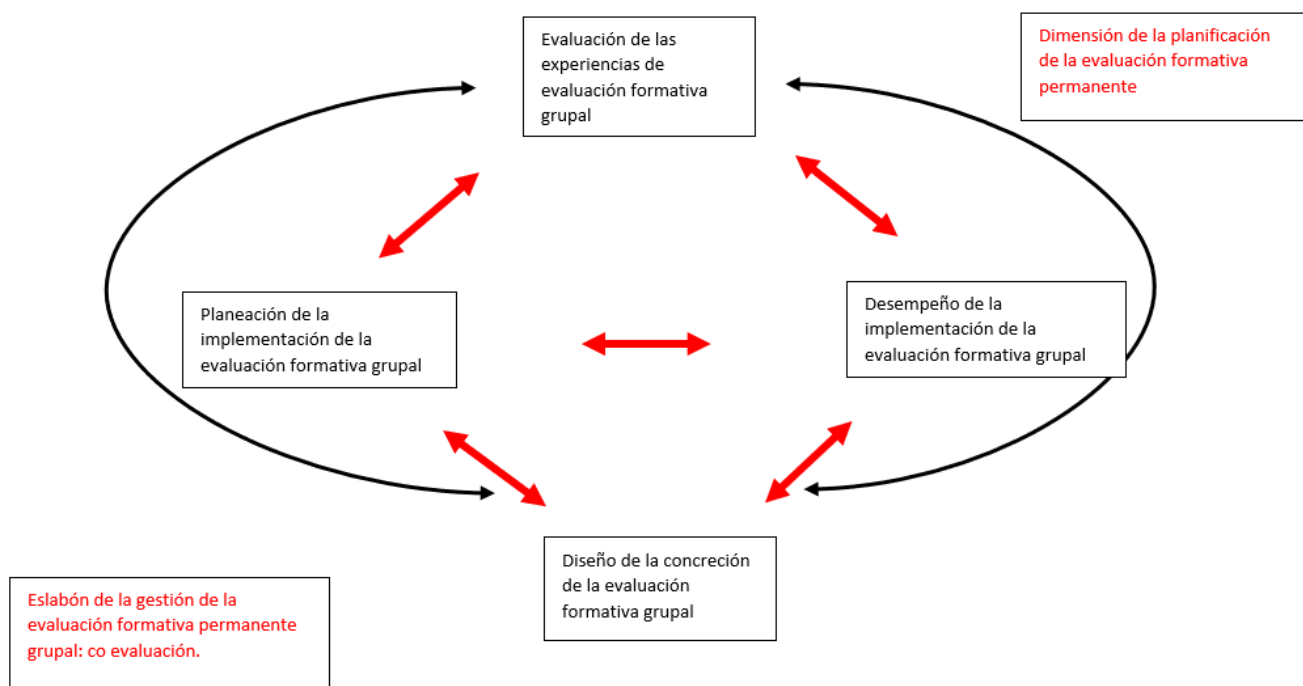 Evaluación de las
experiencias de
evaluación formativa
grupal
Dimensión de la planificación
de la evaluación formativa
permanente
Planeación de la
implementación de la
evaluación formativa grupal
Desempeño de la
implementación de la
evaluación formativa grupal
Diseño de la concreción
de la evaluación
formativa grupal
Eslabón de la gestión de la
evaluación formativa permanente
grupal: co evaluación.